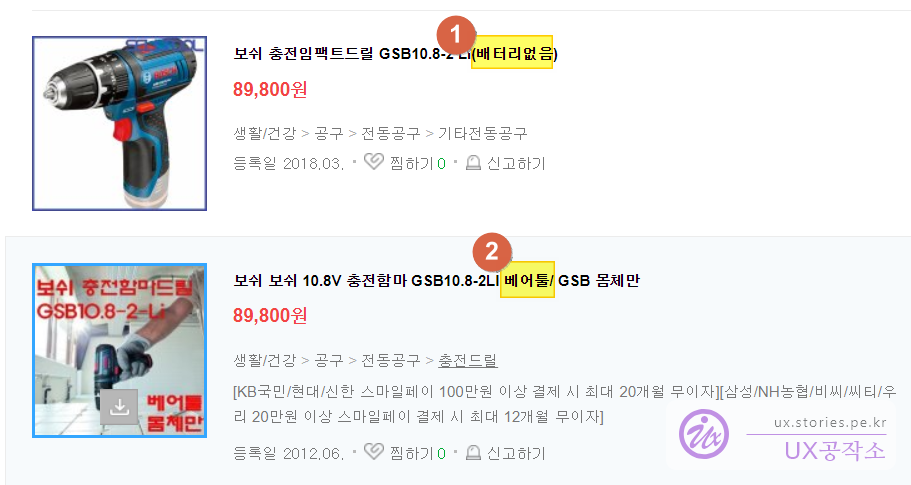 1
보쉬 충전임팩트드릴 GSB10.8-2 Li(배터리없음)
89,800원
생활/건강 > 공구 > 전동공구 > 기타전동공구
등록일 2018.03. · 찜하기 0 · 신고하기
BOSCH
2
보쉬 보쉬 10.8V 충전함마 GSB10.8-2LI 베어툴/ GSB 몸체만
89,800원
보쉬 충전함마드릴
GSB10.8-2-Li
베어툴
몸체만
생활/건강 > 공구 > 전동공구 > 충전드릴
[KB국민/현대/신한 스마일페이 100만원 이상 결제 시 최대 20개월 무이자][삼성/NH농협/비씨/씨티/우
리 20만원 이상 스마일페이 결제 시 최대 12개월 무이자]
등록일 2012.06. · 찜하기 0 · 신고하기
ux.stories.pe.kr
UX공작소